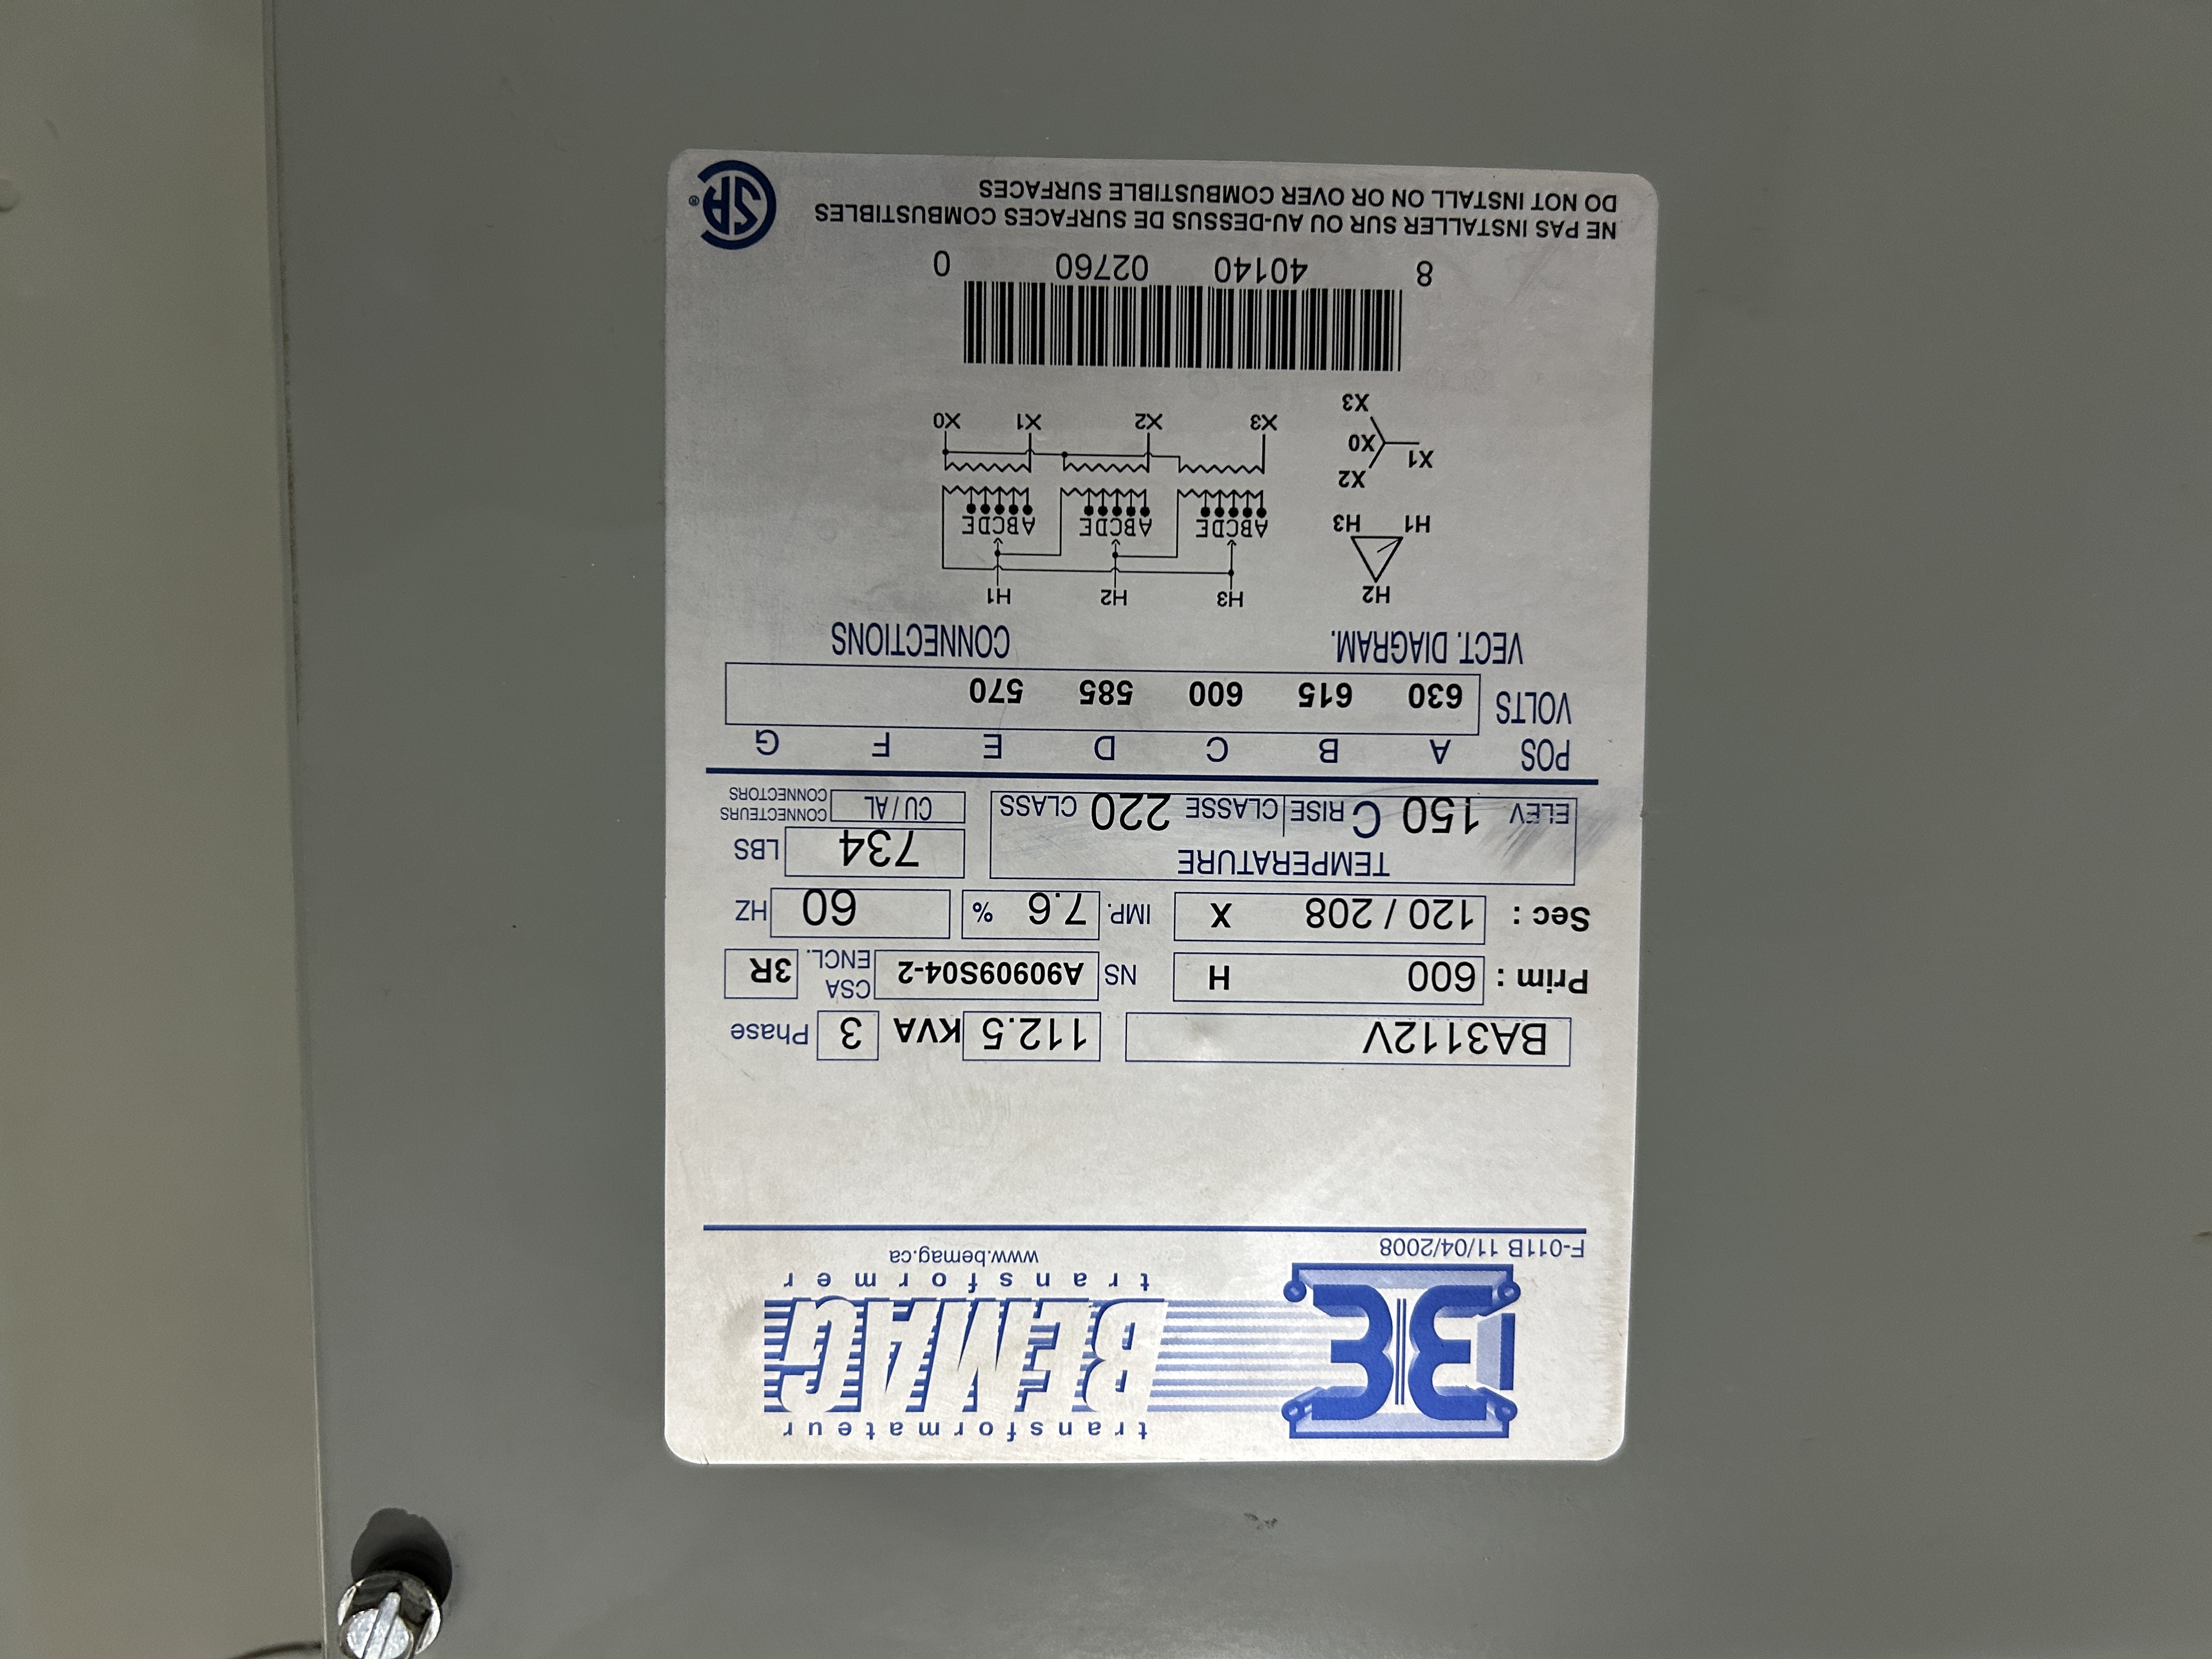 transformateur
BEMAG
transformer
www.bemag.ca
F-011B 11/04/2008
BA3112V 112.5 KVA 3 Phase
Prim : 600 H NS A90909S04-2 CSA ENCL. 3R
Sec : 120 / 208 X IMP. 7.6 % 60 HZ
TEMPERATURE 734 LBS
ELEV 150 C RISE CLASSE 220 CLASS CU / AL CONNECTEURS CONNECTORS
POS A B C D E F G
VOLTS 630 615 600 585 570
VECT. DIAGRAM. CONNECTIONS
H2 H3 H2 H1
H1 H3 ABCDE ABCDE ABCDE
X2
X1 X0
X3 X3 X2 X1 X0
8 40140 02760 0
NE PAS INSTALLER SUR OU AU-DESSUS DE SURFACES COMBUSTIBLES
DO NOT INSTALL ON OR OVER COMBUSTIBLE SURFACES
SA ®